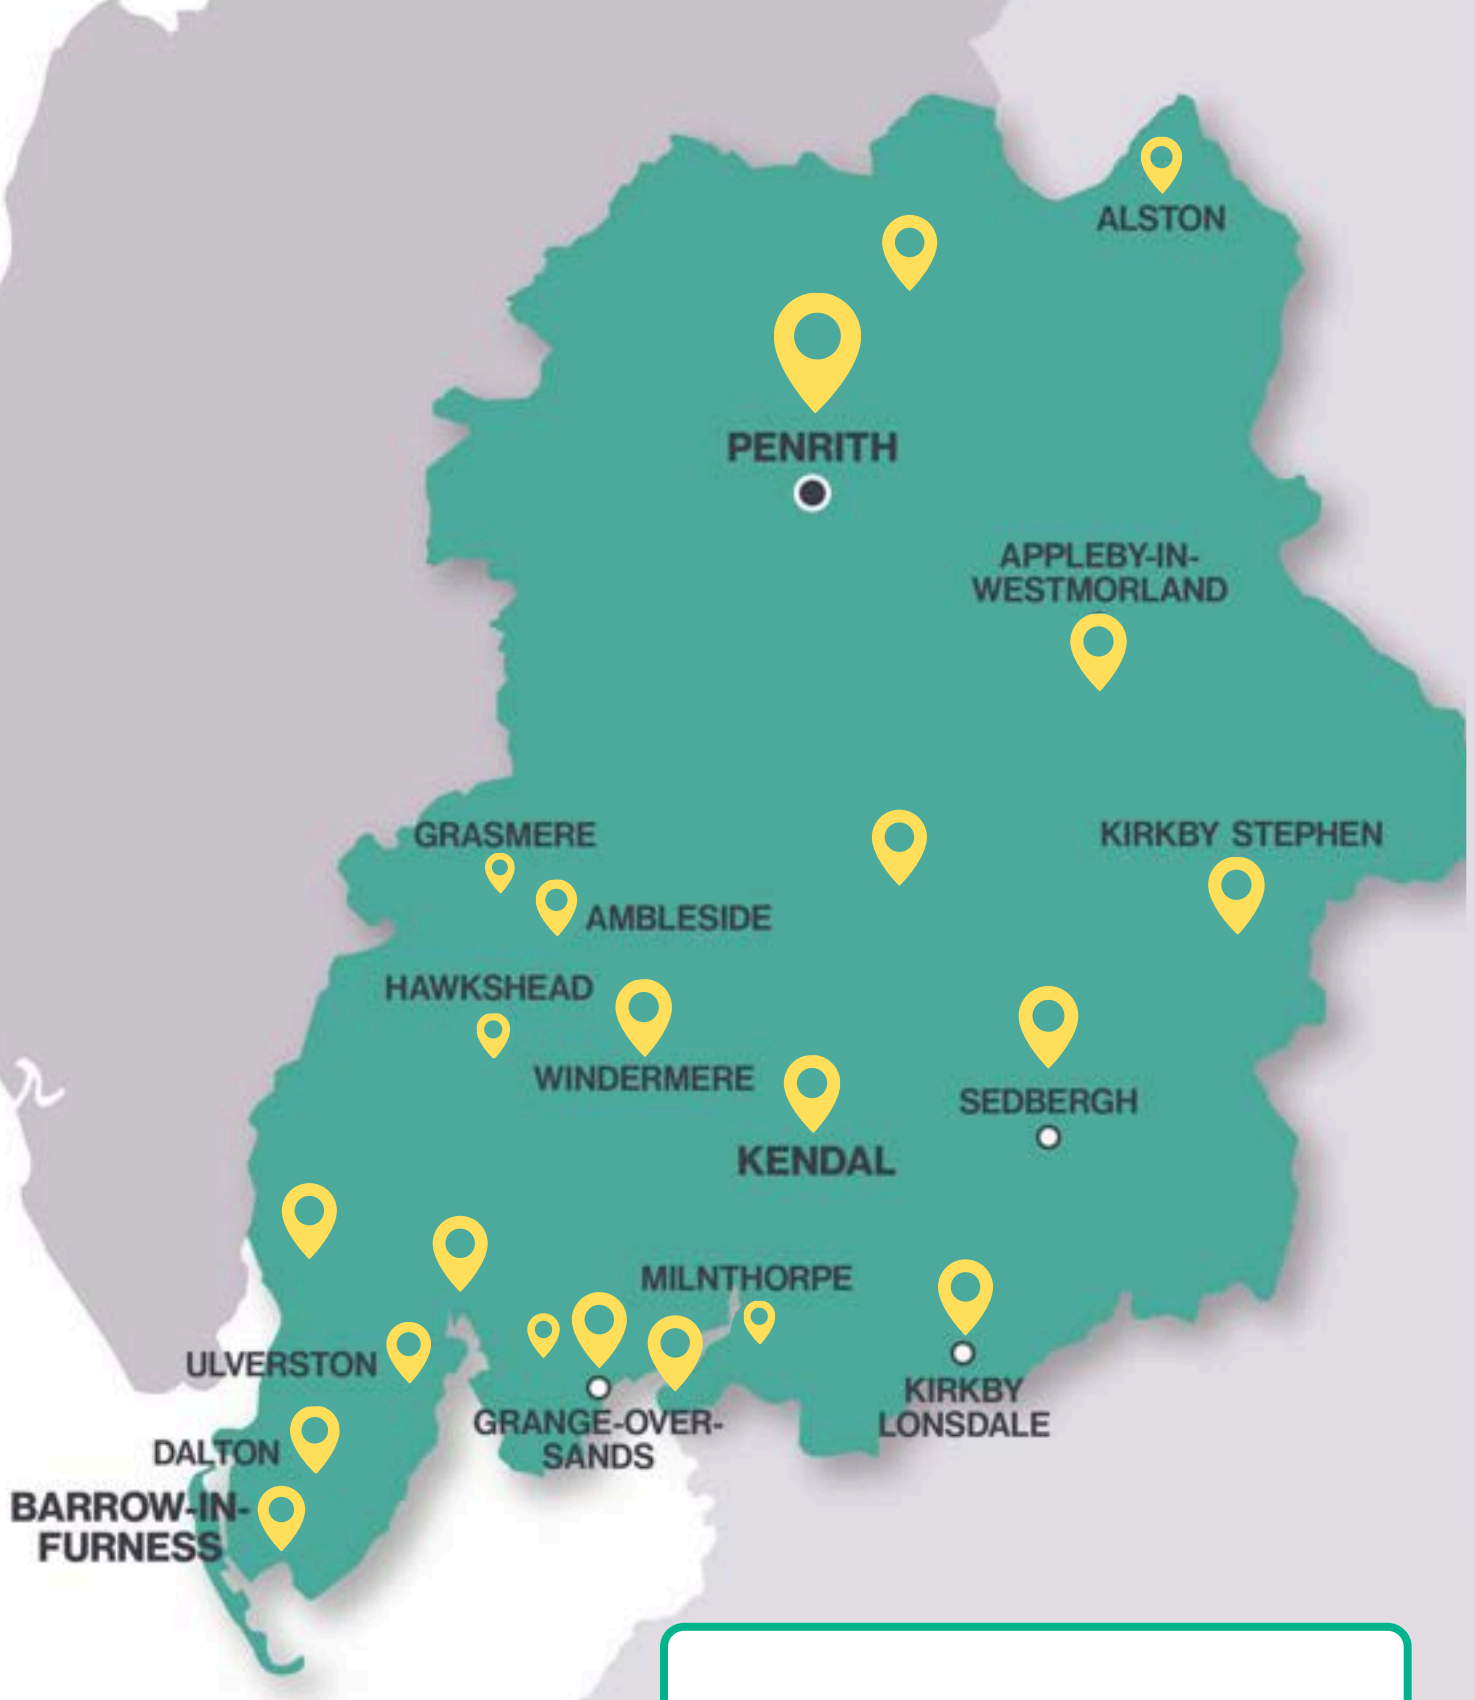 ALSTON
PENRITH
APPLEBY-IN-
WESTMORLAND
GRASMERE
KIRKBY STEPHEN
AMBLESIDE
HAWKSHEAD
WINDERMERE
SEDBERGH
KENDAL
MILNTHORPE
ULVERSTON
KIRKBY
LONSDALE
GRANGE-OVER-
SANDS
DALTON
BARROW-IN-
FURNESS